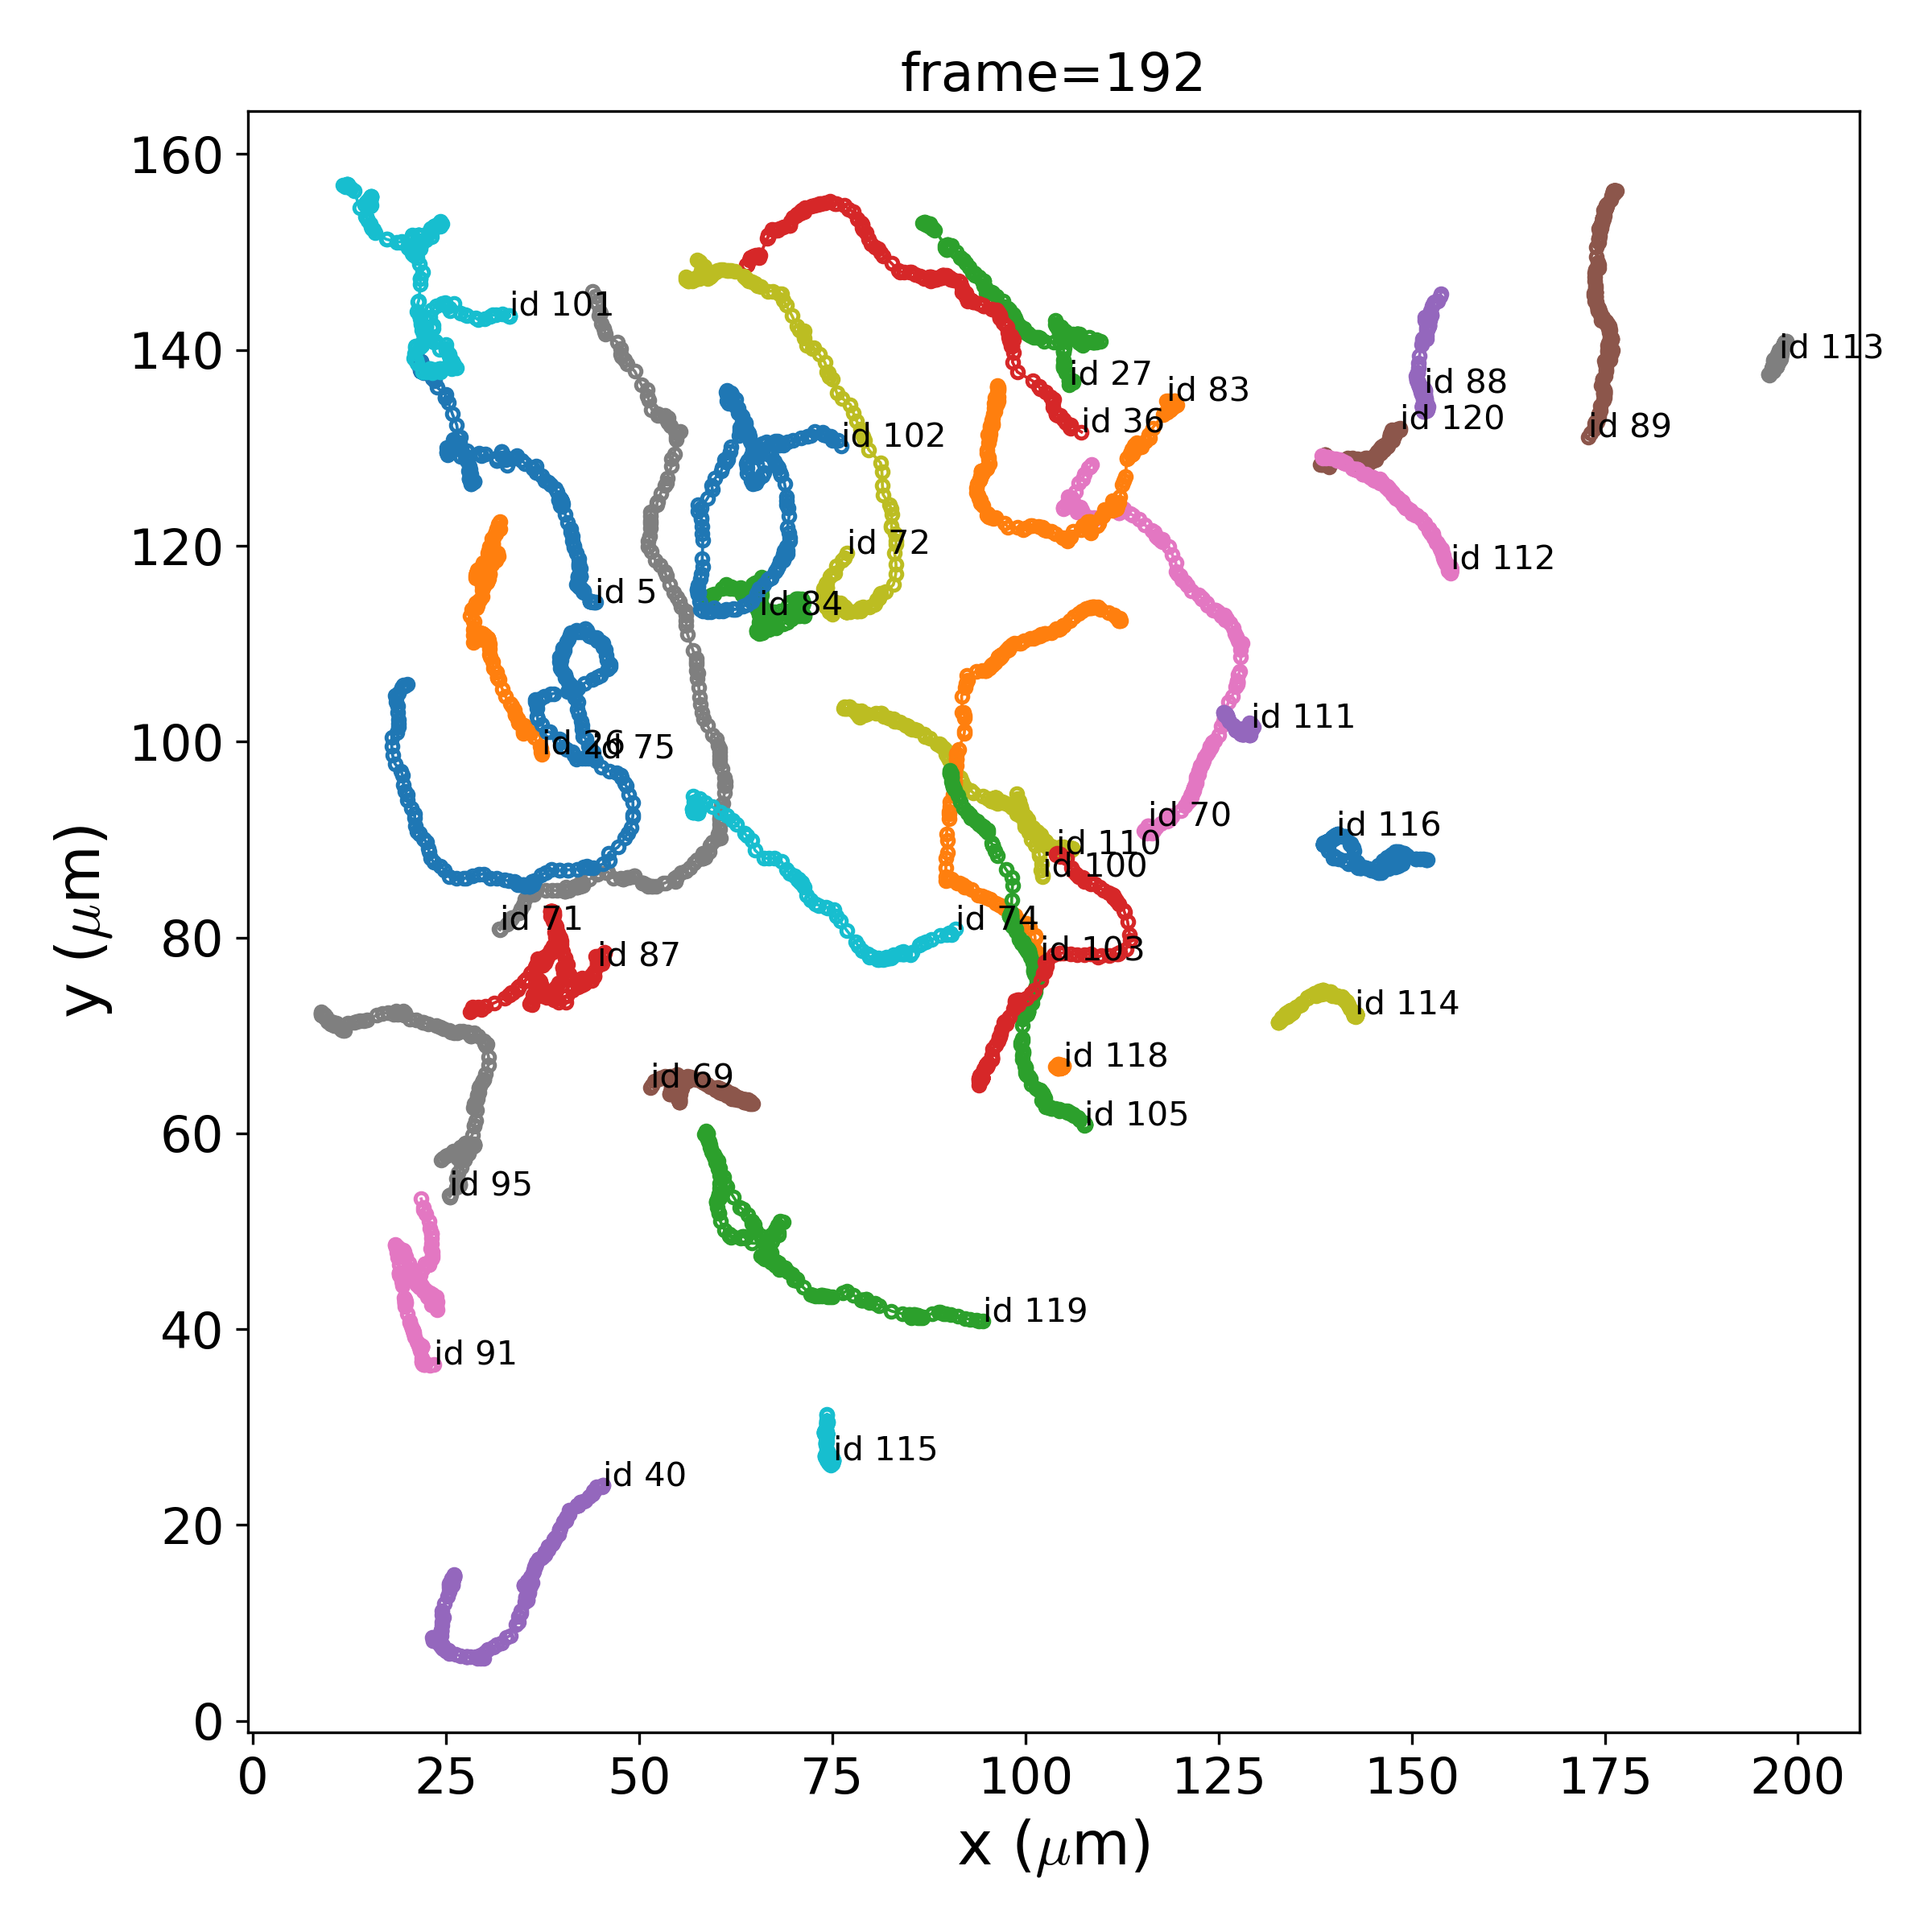 frame=192
160
140
120
100
80
60
40
20
0
y (μm)
id 101
id 27
id 83
id 113
id 88
id 36
id 120
id 89
id 102
id 72
id 112
id 5
id 84
id 26
id 75
id 111
id 70
id 116
id 110
id 100
id 71
id 74
id 87
id 103
id 114
id 118
id 69
id 105
id 95
id 119
id 91
id 115
id 40
0 25 50 75 100 125 150 175 200
x (μm)